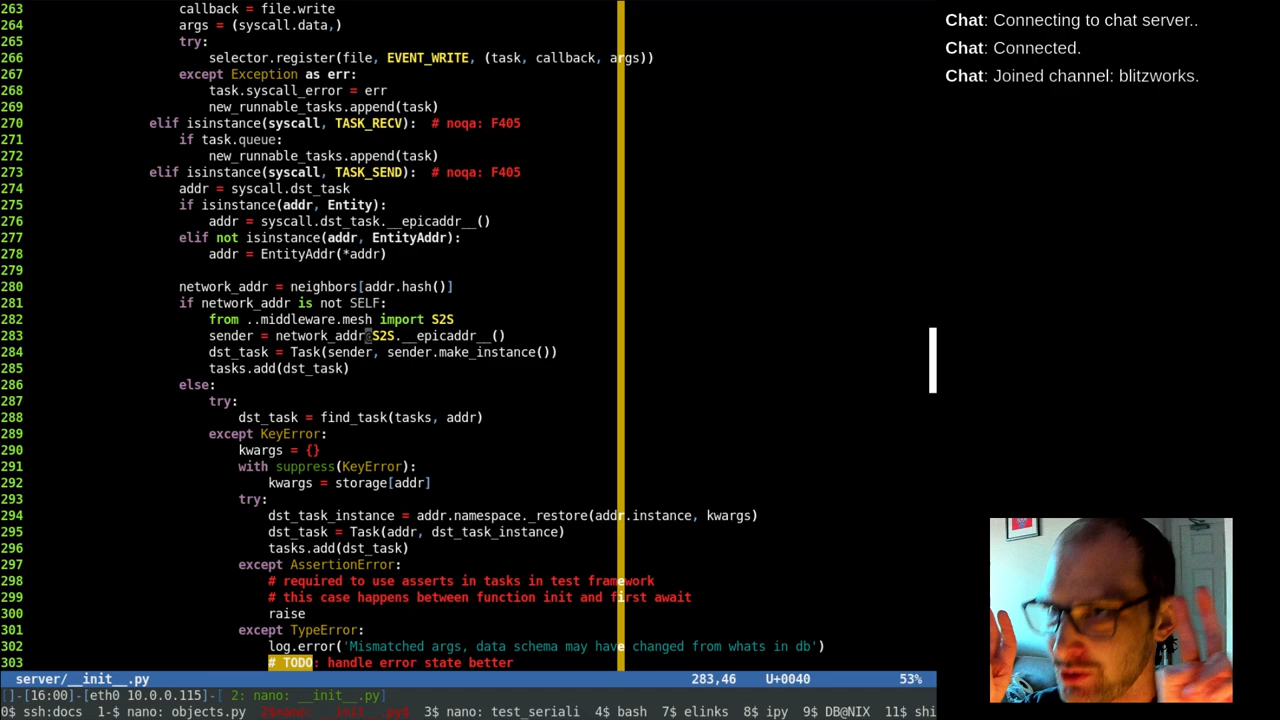 263 callback = file.write
264 args = (syscall.data,)
265 try:
266 selector.register(file, EVENT_WRITE, (task, callback, args))
267 except Exception as err:
268 task.syscall_error = err
269 new_runnable_tasks.append(task)
270 elif isinstance(syscall, TASK_RECV):  # noqa: F405
271 if task.queue:
272 new_runnable_tasks.append(task)
273 elif isinstance(syscall, TASK_SEND):  # noqa: F405
274 addr = syscall.dst_task
275 if isinstance(addr, Entity):
276 addr = syscall.dst_task.__epicaddr__()
277 elif not isinstance(addr, EntityAddr):
278 addr = EntityAddr(*addr)
279
280 network_addr = neighbors[addr.hash()]
281 if network_addr is not SELF:
282 from ..middleware.mesh import S2S
283 sender = network_addr@S2S.__epicaddr__()
284 dst_task = Task(sender, sender.make_instance())
285 tasks.add(dst_task)
286 else:
287 try:
288 dst_task = find_task(tasks, addr)
289 except KeyError:
290 kwargs = {}
291 with suppress(KeyError):
292 kwargs = storage[addr]
293 try:
294 dst_task_instance = addr.namespace._restore(addr.instance, kwargs)
295 dst_task = Task(addr, dst_task_instance)
296 tasks.add(dst_task)
297 except AssertionError:
298 # required to use asserts in tasks in test framework
299 # this case happens between function init and first await
300 raise
301 except TypeError:
302 log.error('Mismatched args, data schema may have changed from whats in db')
303 # TODO: handle error state better
server/__init__.py 283,46 U+0040 53%
[]-[16:00]-[eth0 10.0.0.115]-[ 2: nano: __init__.py]
0$ ssh:docs 1-$ nano: objects.py 2$nano: __init__.py* 3$ nano: test_seriali 4$ bash 7$ elinks 8$ ipy 9$ DB@NIX 11$ shi
Chat: Connecting to chat server..
Chat: Connected.
Chat: Joined channel: blitzworks.